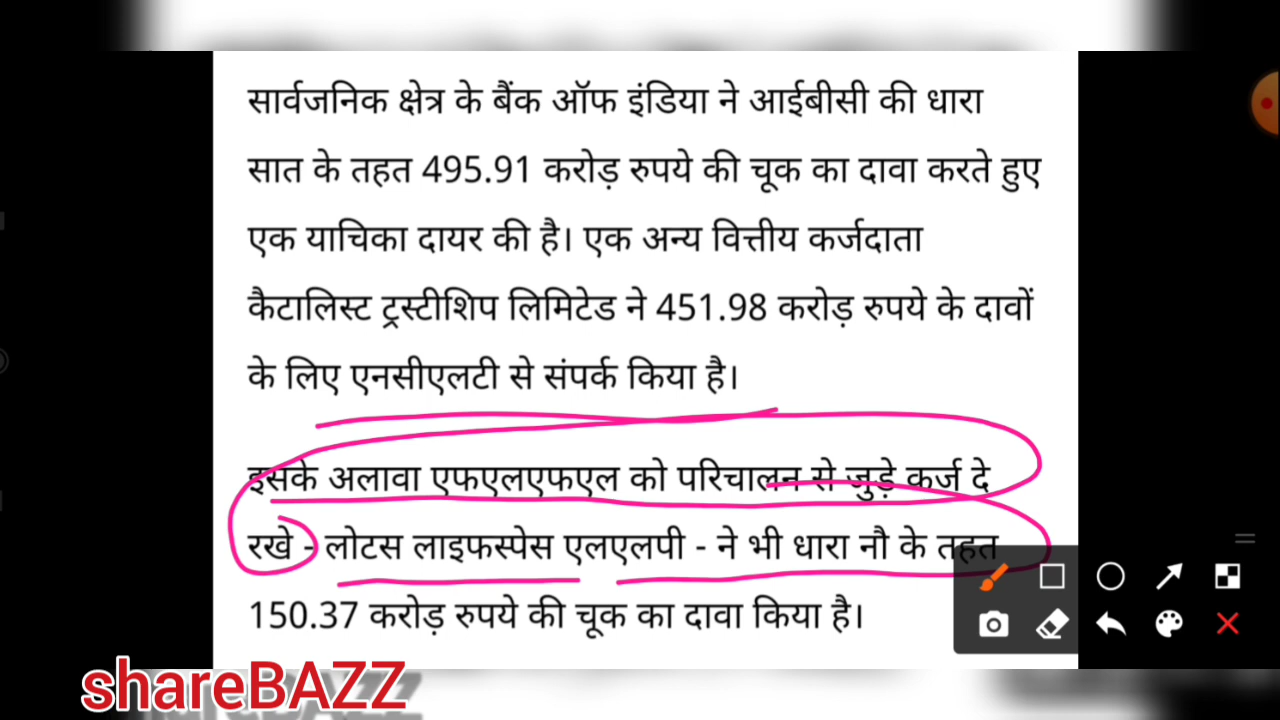 सार्वजनिक क्षेत्र के बैंक ऑफ इंडिया ने आईबीसी की धारा
सात के तहत 495.91 करोड़ रुपये की चूक का दावा करते हुए
एक याचिका दायर की है। एक अन्य वित्तीय कर्जदाता
कैटालिस्ट ट्रस्टीशिप लिमिटेड ने 451.98 करोड़ रुपये के दावों
के लिए एनसीएलटी से संपर्क किया है।
इसके अलावा एफएलएफएल को परिचालन से जुड़े कर्ज दे
रखे - लोटस लाइफस्पेस एलएलपी - ने भी धारा नौ के तहत
150.37 करोड़ रुपये की चूक का दावा किया है।
shareBAZZ